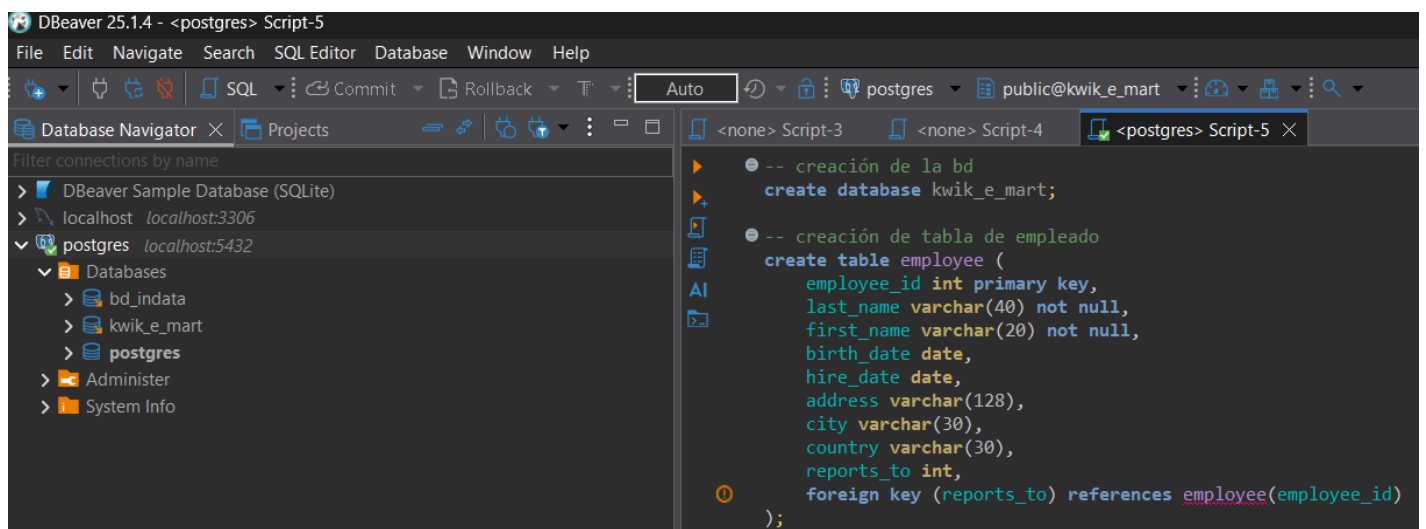 DBeaver 25.1.4 - <postgres> Script-5
File Edit Navigate Search SQL Editor Database Window Help
SQL Commit Rollback Auto postgres public@kwik_e_mart
Database Navigator Projects
Filter connections by name
DBeaver Sample Database (SQLite)
localhost localhost:3306
postgres localhost:5432
Databases
bd_indata
kwik_e_mart
postgres
Administer
System Info
<none> Script-3 <none> Script-4 <postgres> Script-5
AI
-- creación de la bd
create database kwik_e_mart;
-- creación de tabla de empleado
create table employee (
employee_id int primary key,
last_name varchar(40) not null,
first_name varchar(20) not null,
birth_date date,
hire_date date,
address varchar(128),
city varchar(30),
country varchar(30),
reports_to int,
foreign key (reports_to) references employee(employee_id)
);